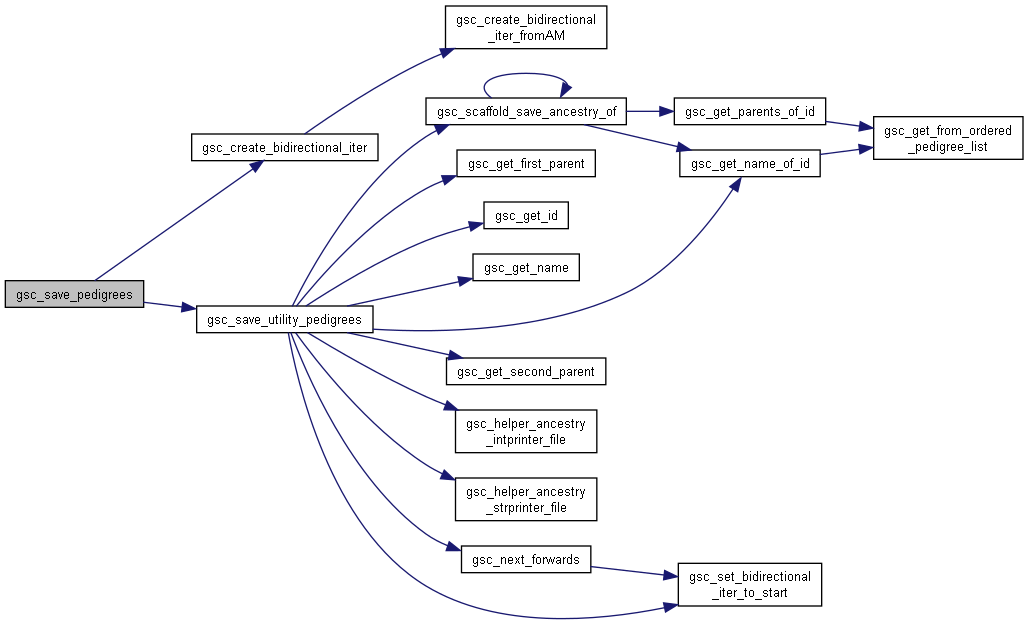 gsc_create_bidirectional
_iter_fromAM
gsc_scaffold_save_ancestry_of
gsc_get_parents_of_id
gsc_get_from_ordered
_pedigree_list
gsc_create_bidirectional_iter
gsc_get_first_parent
gsc_get_name_of_id
gsc_get_id
gsc_get_name
gsc_save_pedigrees
gsc_save_utility_pedigrees
gsc_get_second_parent
gsc_helper_ancestry
_intprinter_file
gsc_helper_ancestry
_strprinter_file
gsc_next_forwards
gsc_set_bidirectional
_iter_to_start